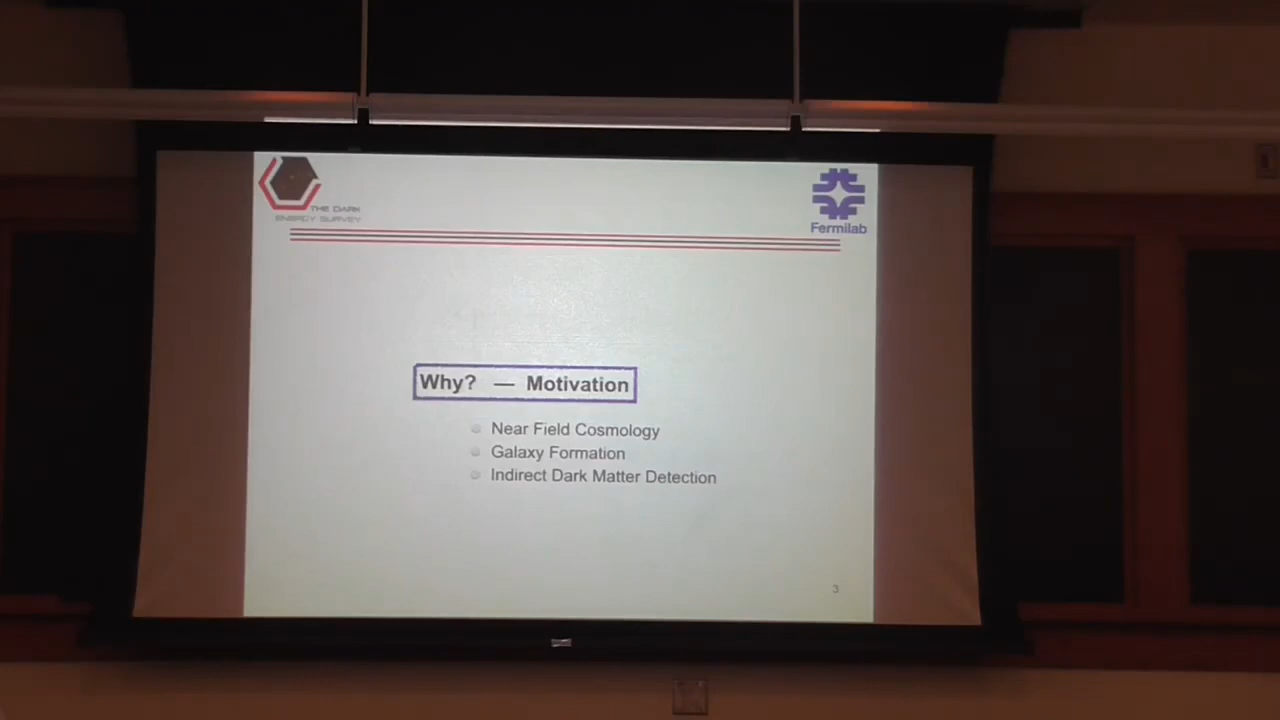 THE DARK
ENERGY SURVEY
Fermilab
Why? — Motivation
Near Field Cosmology
Galaxy Formation
Indirect Dark Matter Detection
3